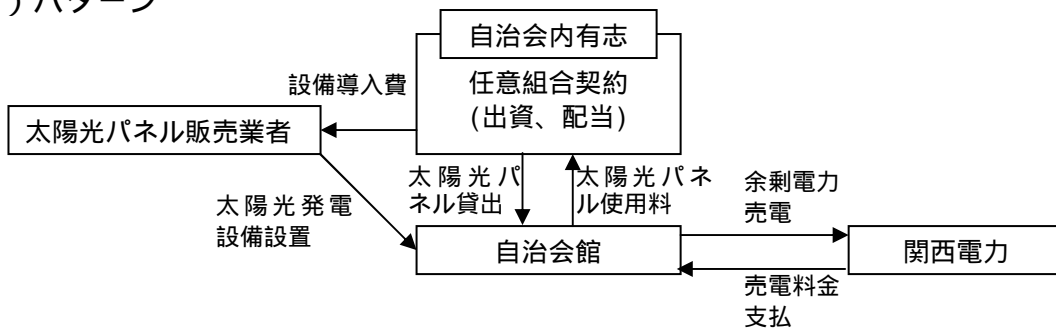 )パターン
自治会内有志
任意組合契約
(出資、配当)
設備導入費
太陽光パネル販売業者
太陽光パ
ネル貸出
太陽光パネ
ル使用料
太陽光発電
設備設置
余剰電力
売電
自治会館
関西電力
売電料金
支払